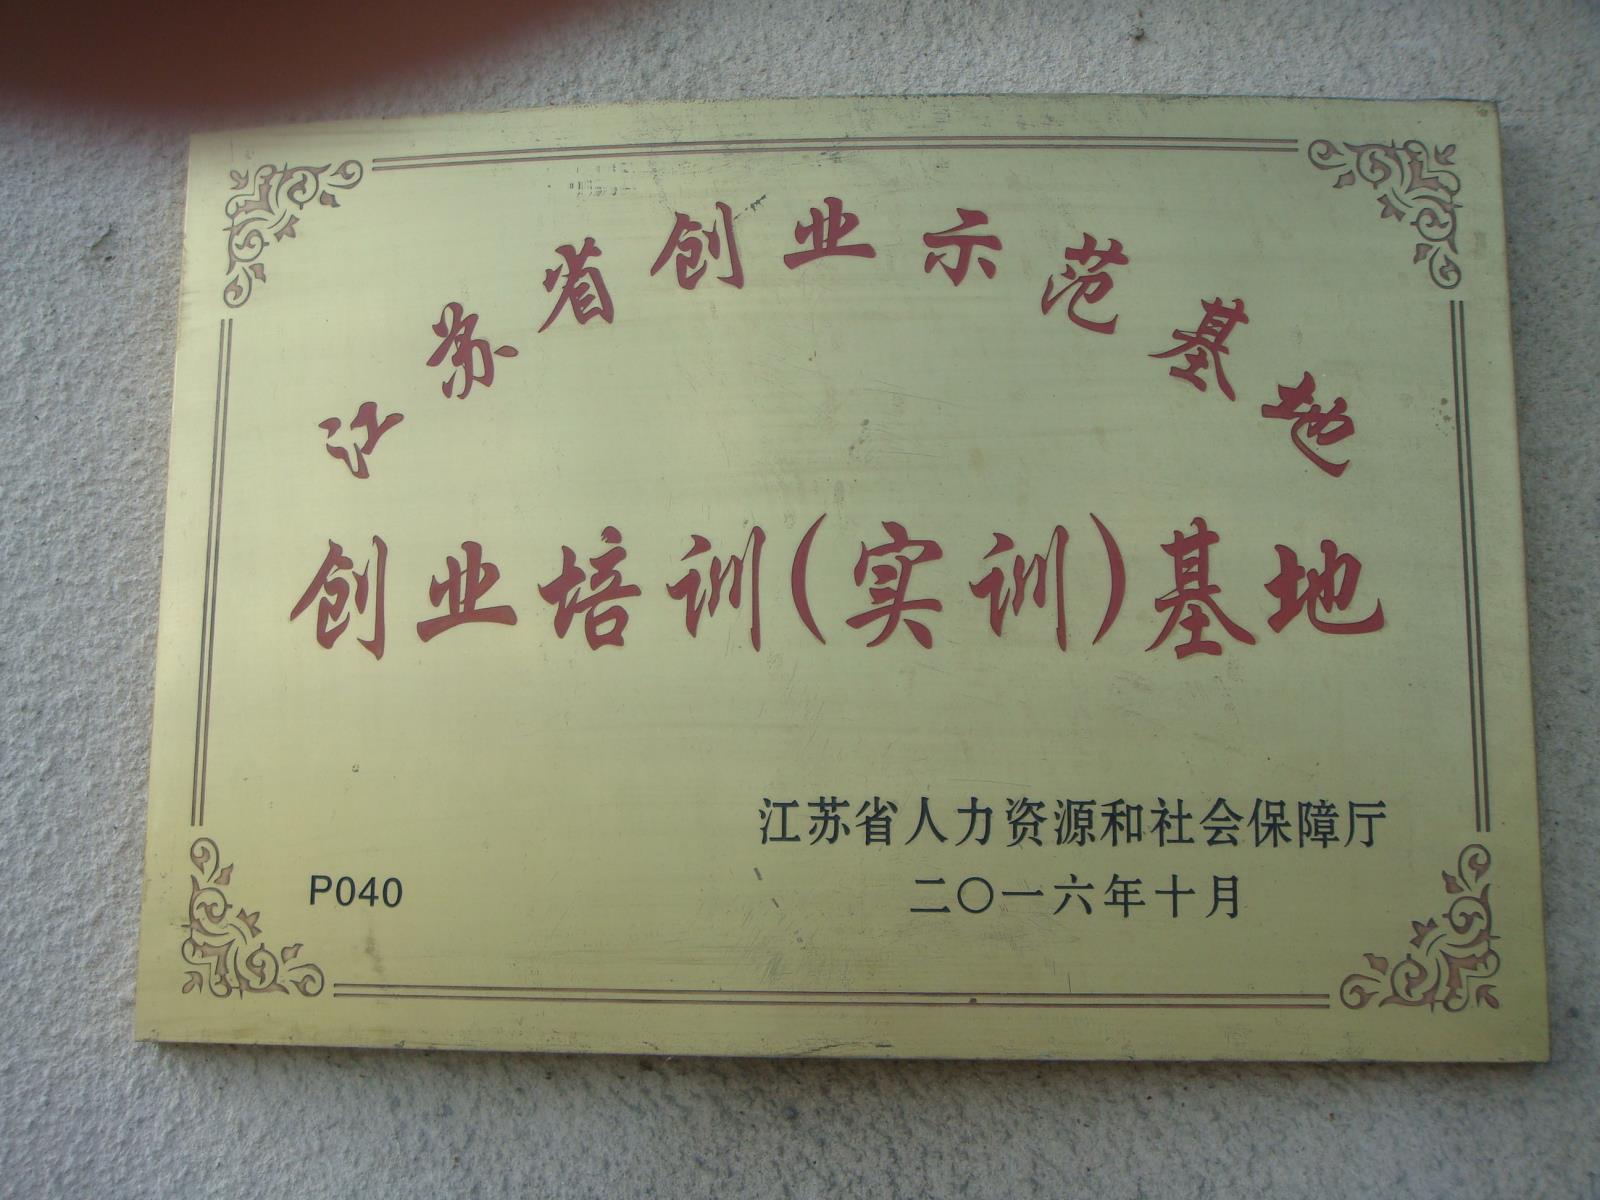 江苏省创业示范基地
创业培训(实训)基地
江苏省人力资源和社会保障厅
P040
二〇一六年十月